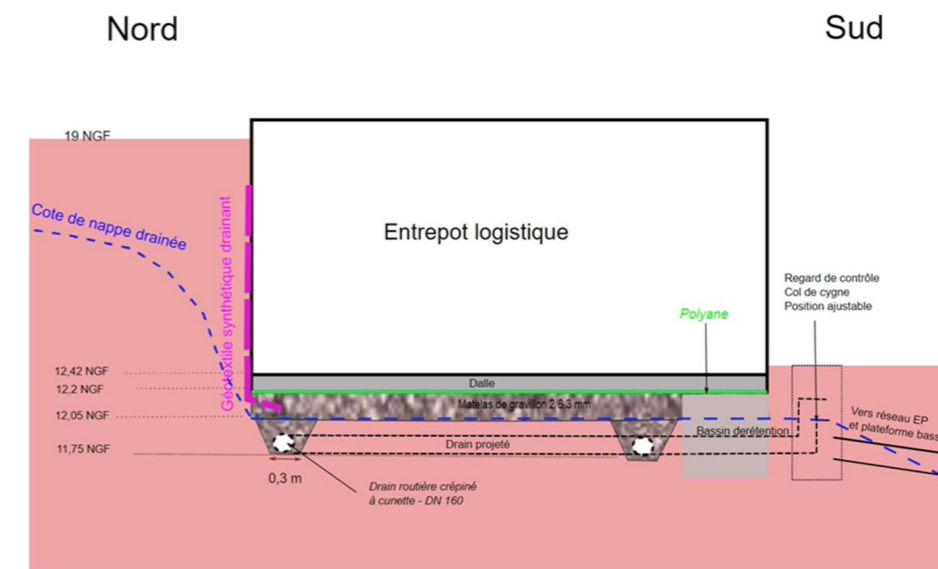 Nord
Sud
19 NGF
Cote de nappe drainée
Géotextile synthétique drainant
Entrepot logistique
Regard de contrôle
Col de cygne
Position ajustable
Polyane
12,42 NGF
12,2 NGF
Dalle
Matelas de gravillon 2/6.3 mm
12,05 NGF
Bassin derétention
Vers réseau EP
et plateforme bass
Drain projeté
11,75 NGF
0,3 m
Drain routière crépiné
à cunette - DN 160